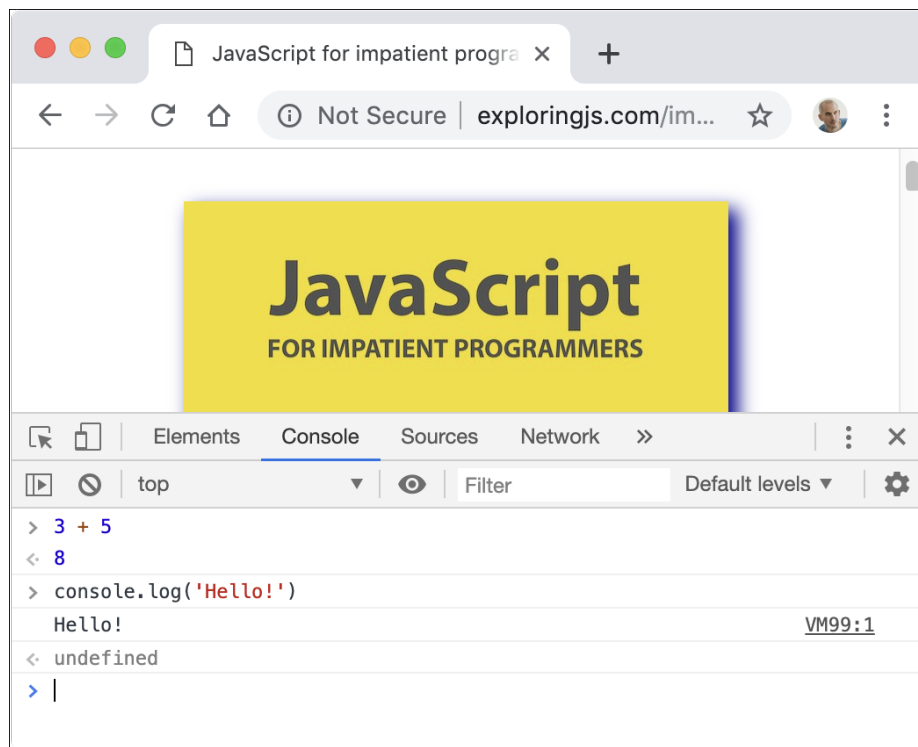 JavaScript for impatient progra
Not Secure | exploringjs.com/im...
JavaScript
FOR IMPATIENT PROGRAMMERS
Elements Console Sources Network »
top Filter Default levels
> 3 + 5
8
> console.log('Hello!')
Hello! VM99:1
undefined
>